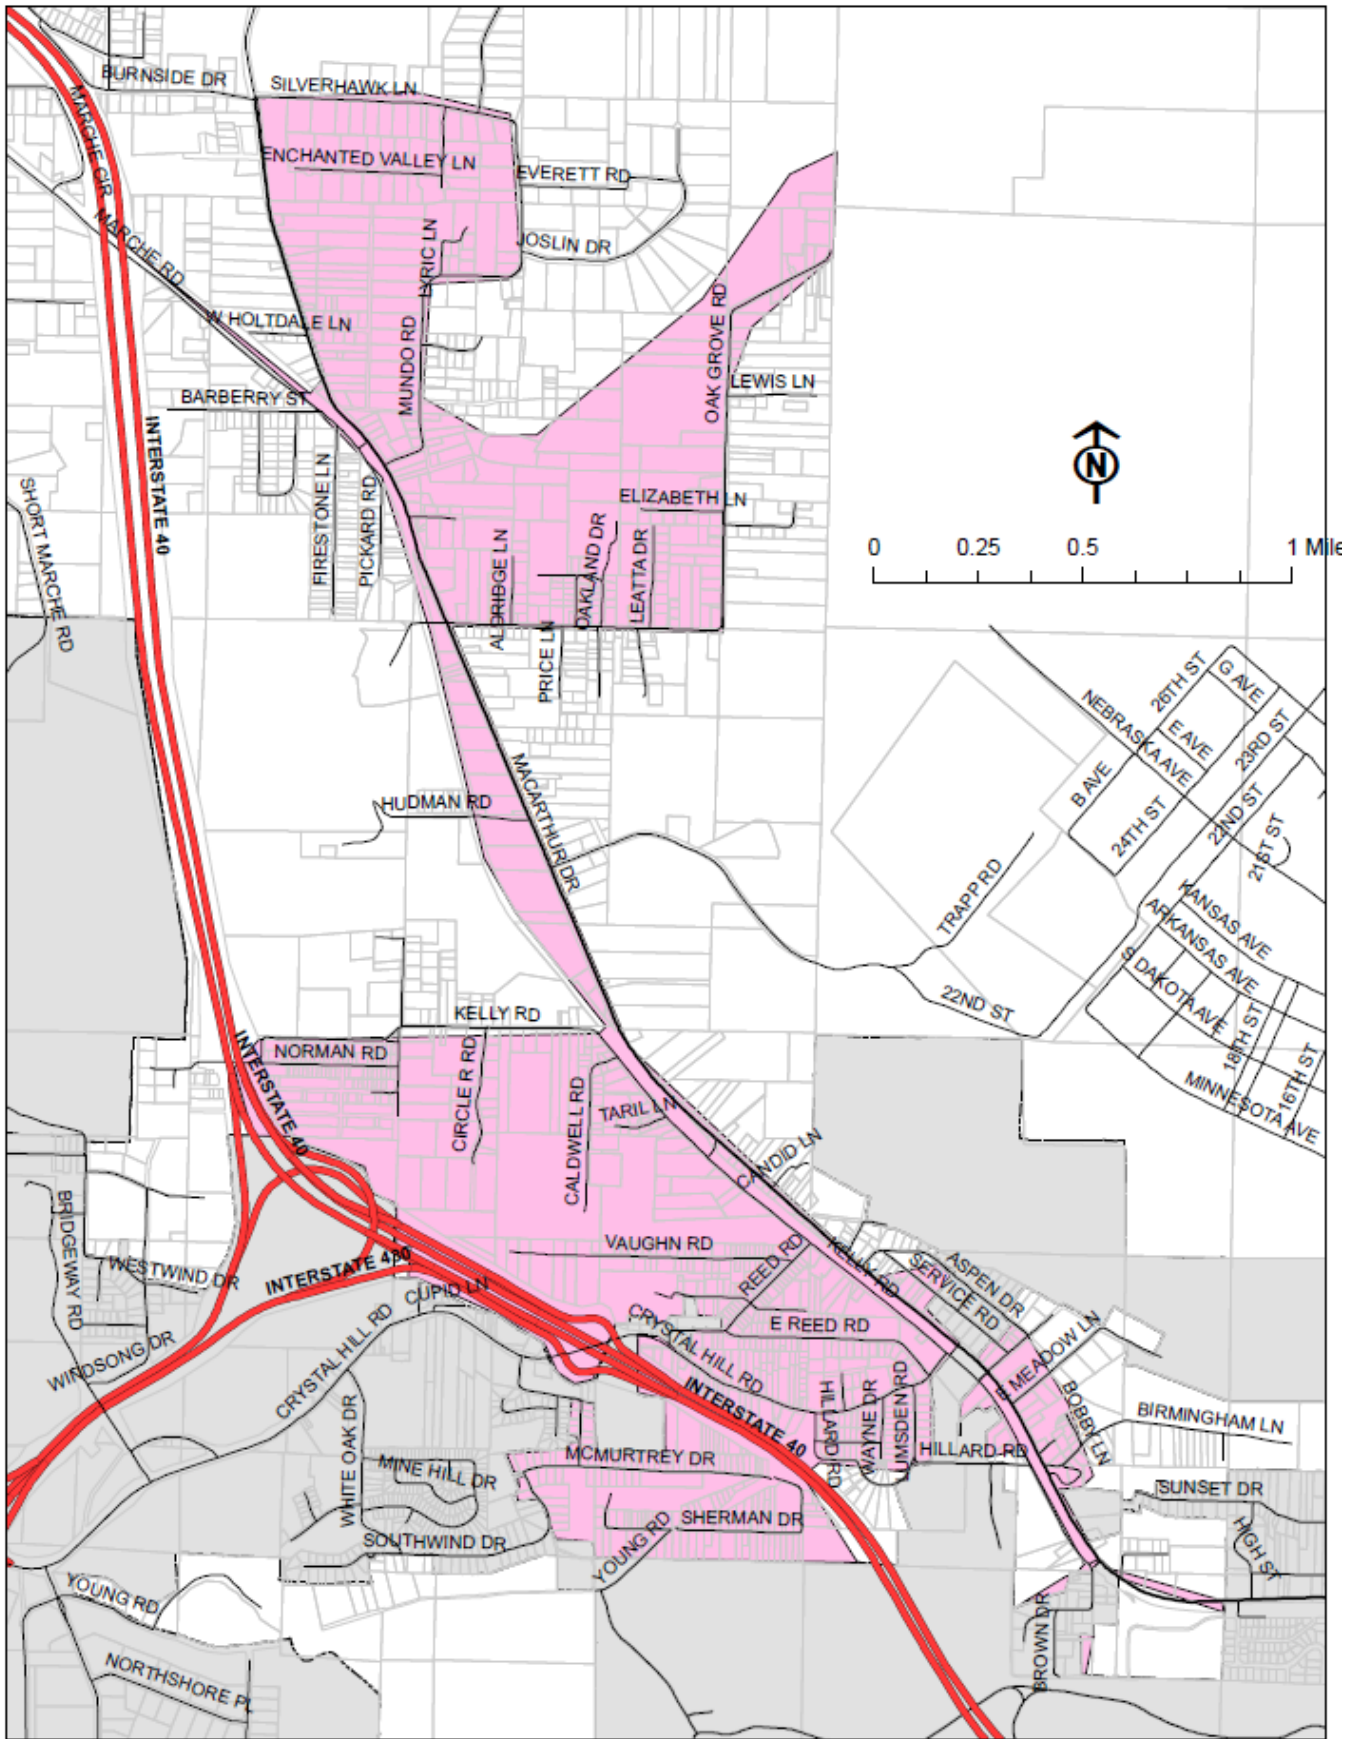 BURNSIDE DR
SILVERHAWK LN
MARCHE CIR
ENCHANTED VALLEY LN
EVERETT RD
MARCHE RD
LYRIC LN
JOSLIN DR
W HOLTDALE LN
MUNDO RD
OAK GROVE RD
BARBERRY ST
LEWIS LN
INTERSTATE 40
N
SHORT MARCHE RD
FIRESTONE LN
PICKARD RD
ELIZABETH LN
ALDRIDGE LN
OAKLAND DR
LEATTA DR
0 0.25 0.5 1 Mile
PRICE LN
26TH ST
G AVE
NEBRASKA AVE
E AVE
23RD ST
MACARTHUR DR
B AVE
HUDMAN RD
24TH ST
22ND ST
21ST ST
TRAPP RD
KANSAS AVE
ARKANSAS AVE
S DAKOTA AVE
22ND ST
KELLY RD
18TH ST
NORMAN RD
INTERSTATE 40
CIRCLE R RD
16TH ST
MINNESOTA AVE
CALDWELL RD
TARIL LN
CANDID LN
BRIDGEWAY RD
VAUGHN RD
REED RD
KELLY RD
ASPEN DR
SERVICE RD
WESTWIND DR
INTERSTATE 430
CUPID LN
CRYSTAL HILL RD
E REED RD
WINDSONG DR
CRYSTAL HILL RD
E MEADOW LN
INTERSTATE 40
HILLARD RD
WAYNE DR
LUMSDEN RD
BOBBY LN
BIRMINGHAM LN
WHITE OAK DR
MCMURTREY DR
HILLARD RD
MINE HILL DR
SUNSET DR
SHERMAN DR
SOUTHWIND DR
YOUNG RD
HIGH ST
YOUNG RD
BROWN DR
NORTHSHORE PL